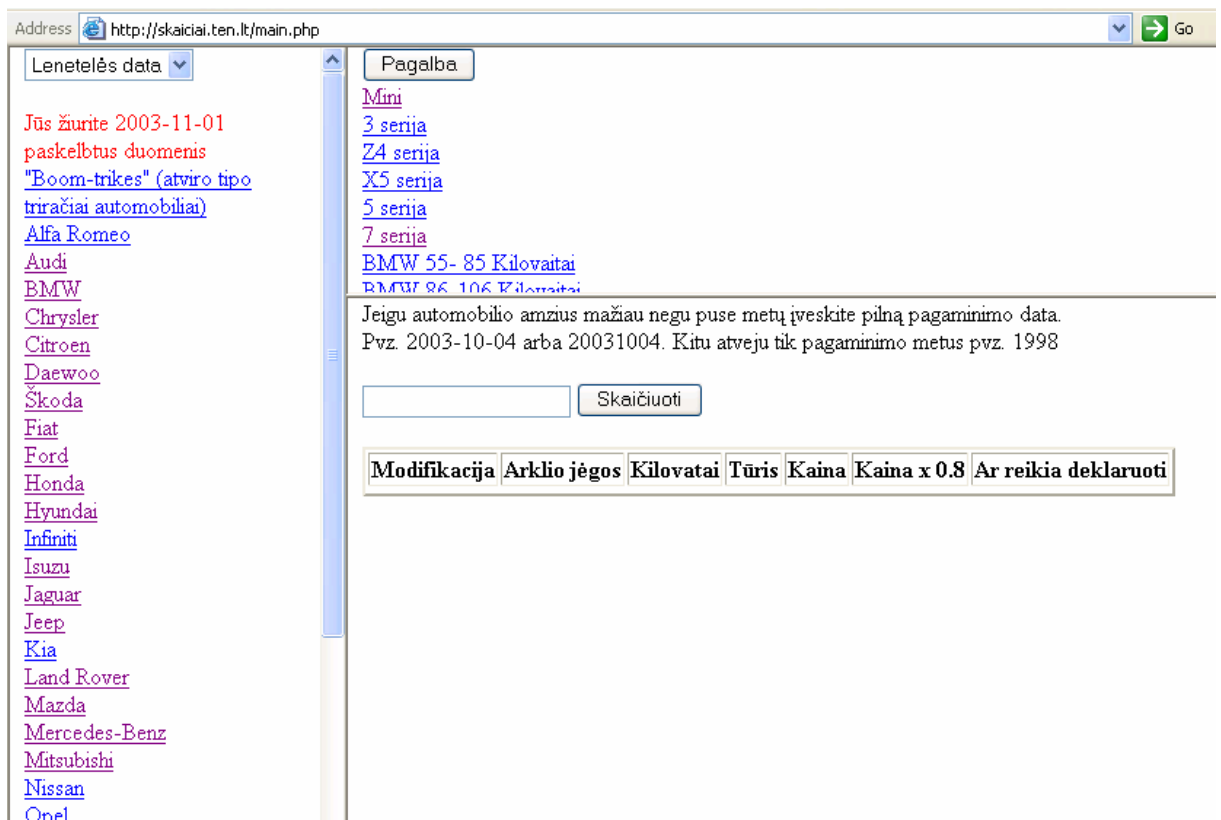 Address http://skaiciai.ten.lt/main.php Go
Lenetelės data
Jūs žiurite 2003-11-01
paskelbtus duomenis
"Boom-trikes" (atviro tipo
triračiai automobiliai)
Alfa Romeo
Audi
BMW
Chrysler
Citroen
Daewoo
Škoda
Fiat
Ford
Honda
Hyundai
Infiniti
Isuzu
Jaguar
Jeep
Kia
Land Rover
Mazda
Mercedes-Benz
Mitsubishi
Nissan
Opel
Pagalba
Mini
3 serija
Z4 serija
X5 serija
5 serija
7 serija
BMW 55- 85 Kilovaitai
BMW 86-106 Kilovaitai
Jeigu automobilio amzius mažiau negu puse metų įveskite pilną pagaminimo data.
Pvz. 2003-10-04 arba 20031004. Kitu atveju tik pagaminimo metus pvz. 1998
Skaičiuoti
Modifikacija Arklio jėgos Kilovatai Tūris Kaina Kaina x 0.8 Ar reikia deklaruoti